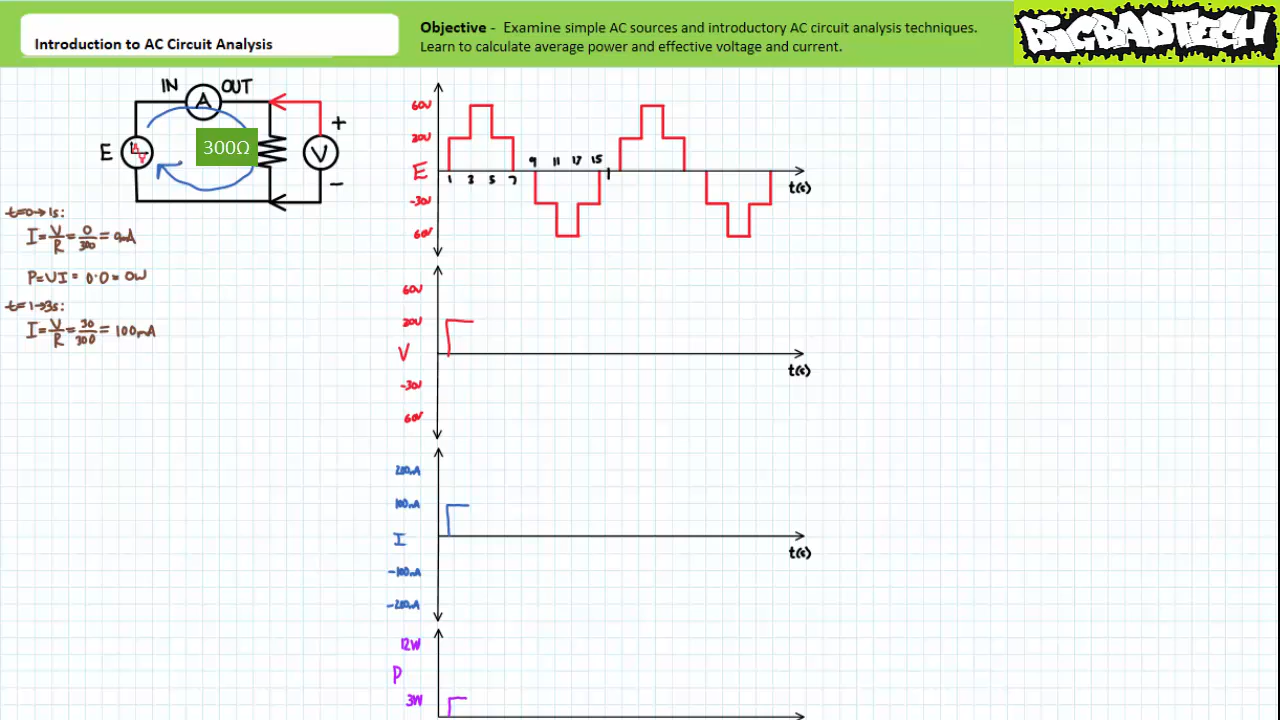 Introduction to AC Circuit Analysis
Objective - Examine simple AC sources and introductory AC circuit analysis techniques.
Learn to calculate average power and effective voltage and current.
BIGBADTECH
IN A OUT
E 300Ω V + -
t=0→1s:
I=V/R=0/300=0mA
P=VI=0·0=0W
t=1→3s:
I=V/R=30/300=100mA
60V
30V
E
-30V
60V
1 3 5 7 9 11 17 15 1
t(s)
60V
30V
V
-30V
60V
t(s)
200mA
100mA
I
-100mA
-200mA
t(s)
12W
P
3W